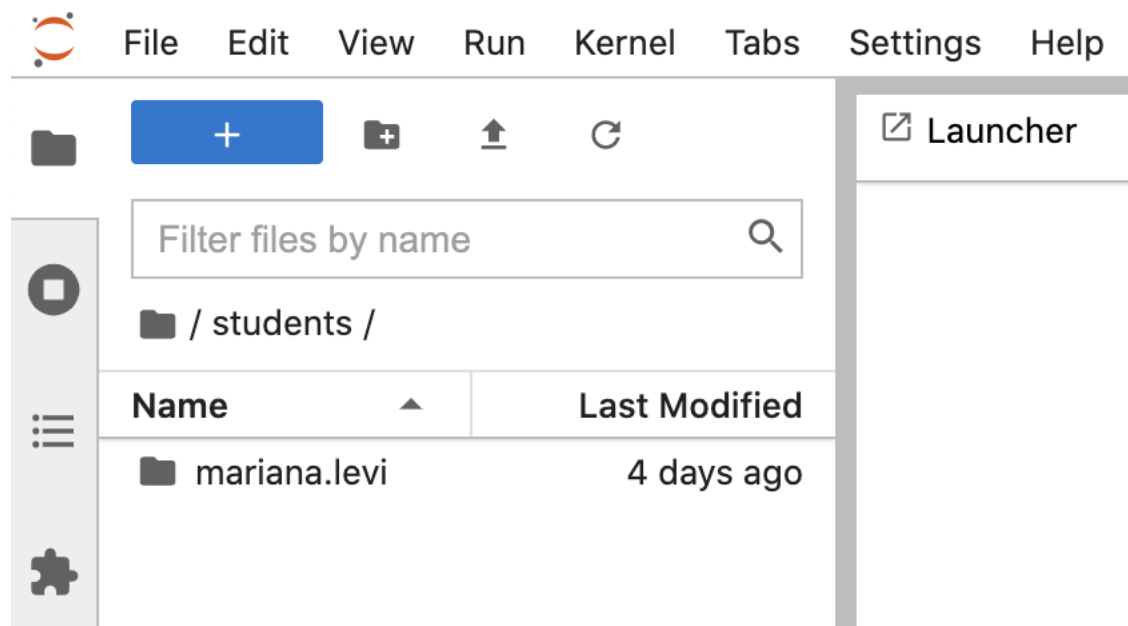 File Edit View Run Kernel Tabs Settings Help
Launcher
Filter files by name
/ students /
Name Last Modified
mariana.levi 4 days ago